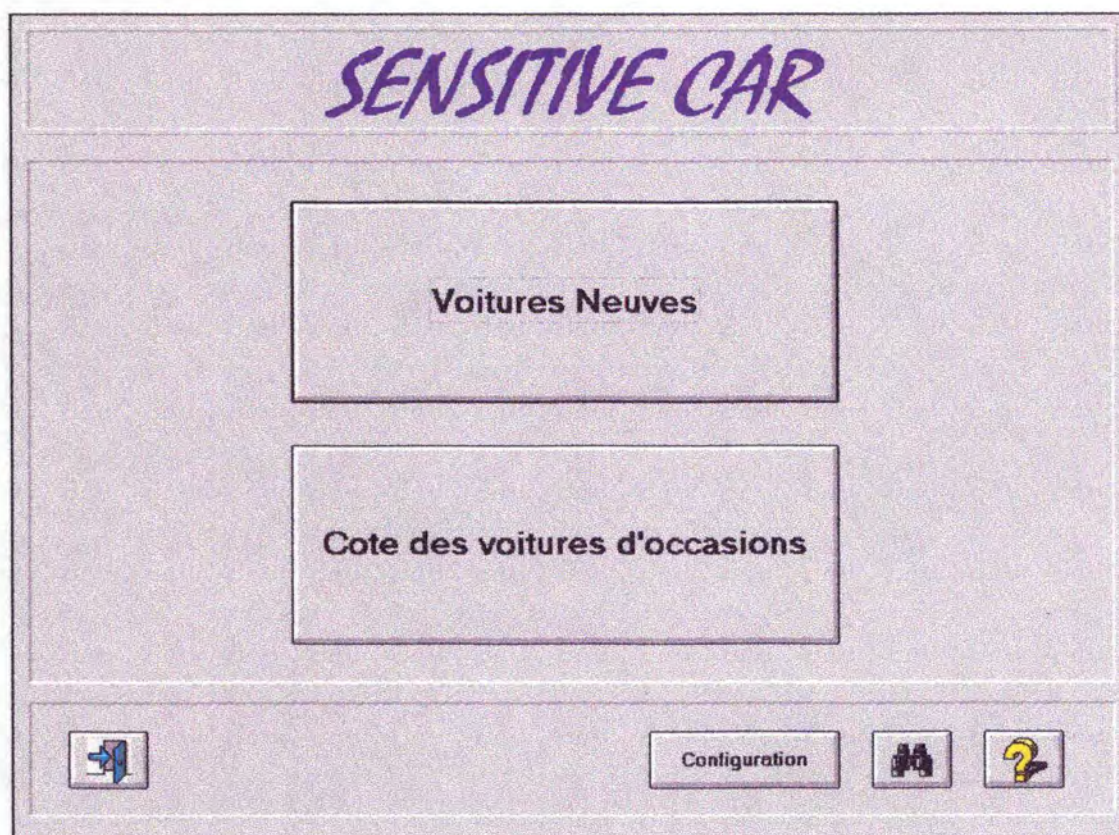 SENSITIVE CAR
Voitures Neuves
Cote des voitures d'occasions
Configuration